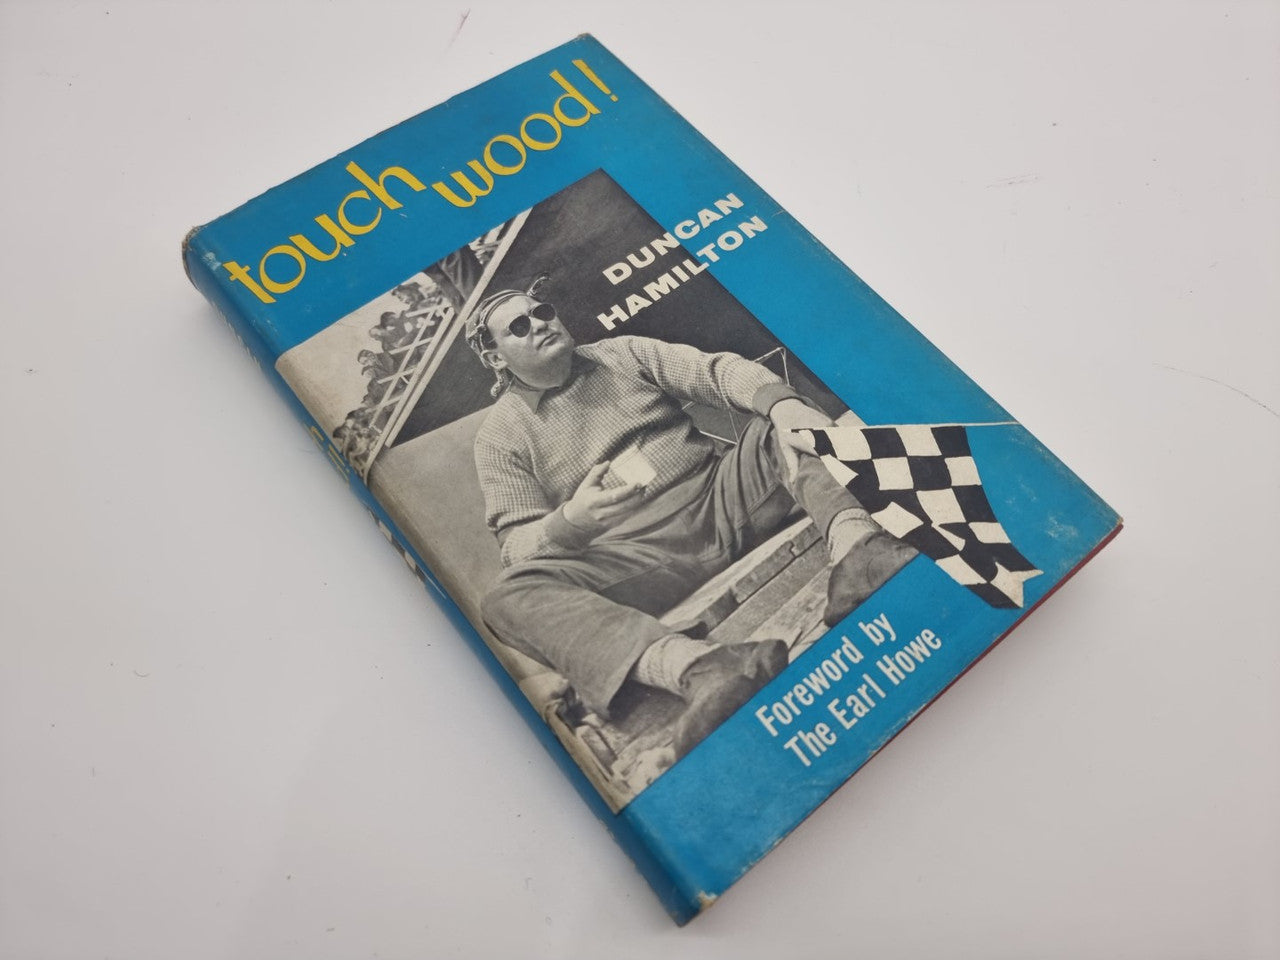 touch wood!
DUNCAN
HAMILTON
Foreword by
The Earl Howe